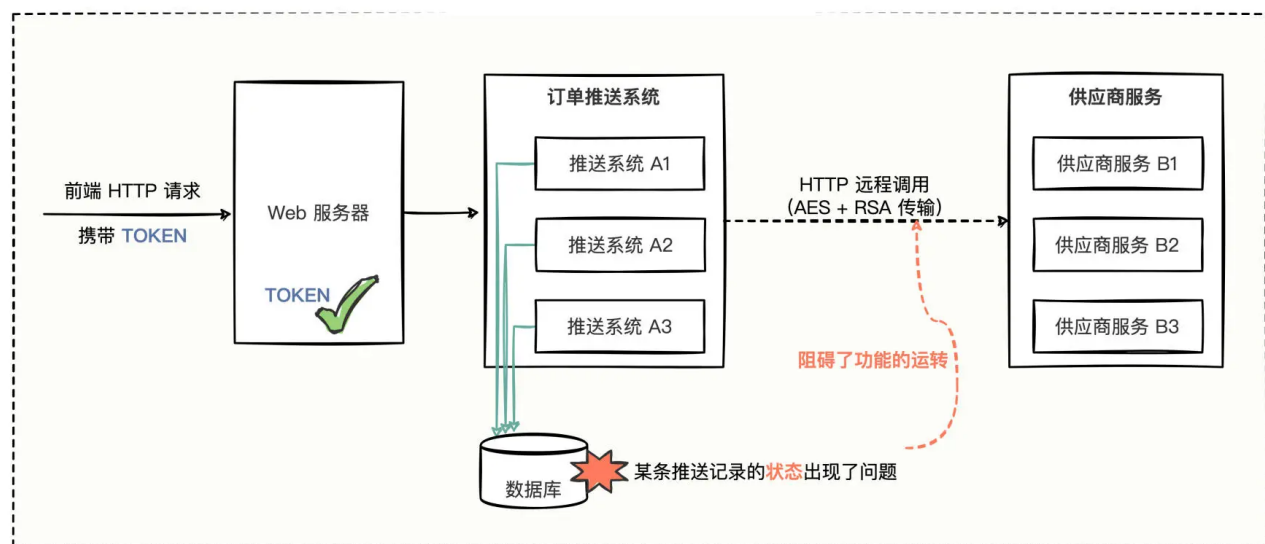 前端 HTTP 请求
携带 TOKEN
Web 服务器
TOKEN
订单推送系统
推送系统 A1
推送系统 A2
推送系统 A3
HTTP 远程调用
（AES + RSA 传输）
供应商服务
供应商服务 B1
供应商服务 B2
供应商服务 B3
阻碍了功能的运转
数据库
某条推送记录的状态出现了问题